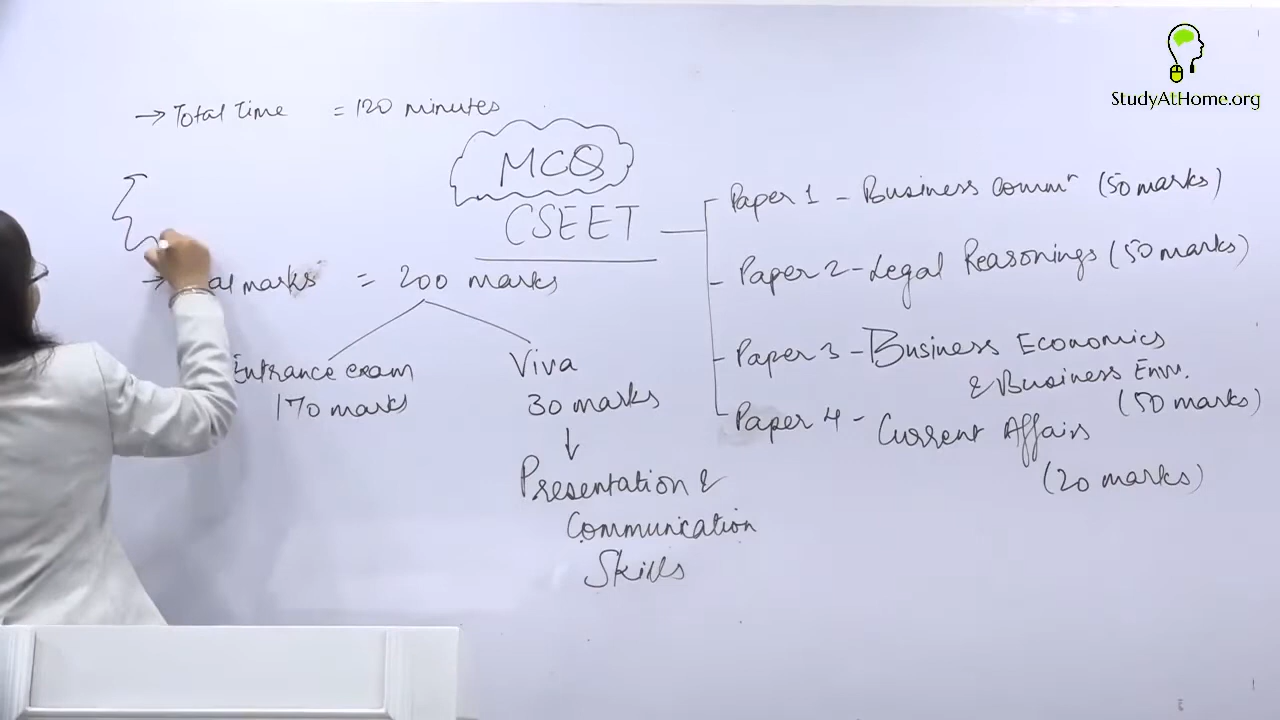 StudyAtHome.org
→ Total Time = 120 minutes
MCQ
CSEET
→ al marks = 200 marks
Entrance exam
170 marks
Viva
30 marks
Presentation &
Communication
Skills
Paper 1 - Business Commⁿ (50 marks)
Paper 2 - Legal Reasonings (50 marks)
Paper 3 - Business Economics
& Business Env.
(50 marks)
Paper 4 - Current Affairs
(20 marks)